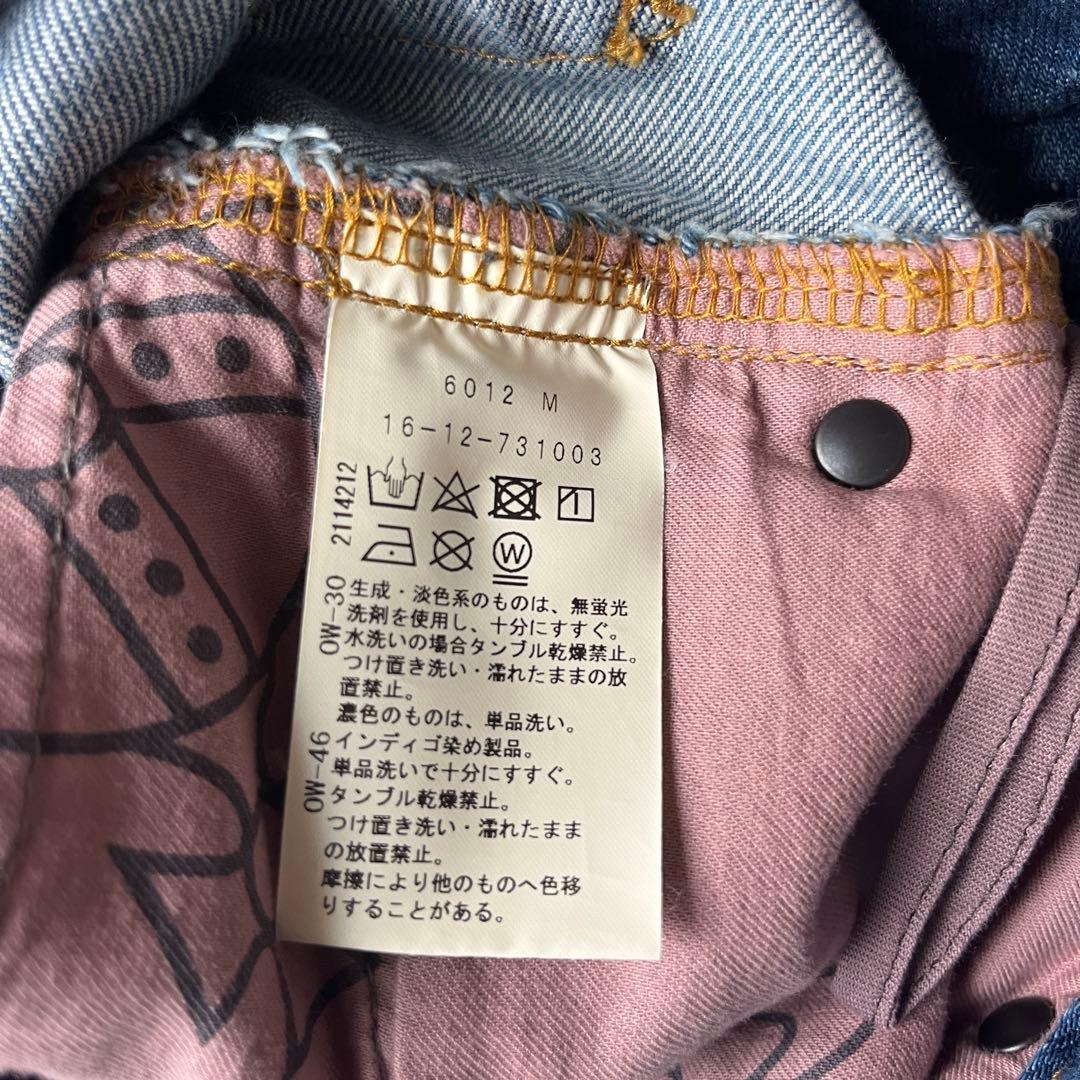 6012 M
16-12-731003
2114212
W
OW-30
生成・淡色系のものは、無蛍光
洗剤を使用し、十分にすすぐ。
水洗いの場合タンブル乾燥禁止。
つけ置き洗い・濡れたままの放
置禁止。
濃色のものは、単品洗い。
OW-46
インディゴ染め製品。
単品洗いで十分にすすぐ。
タンブル乾燥禁止。
つけ置き洗い・濡れたまま
の放置禁止。
摩擦により他のものへ色移
りすることがある。